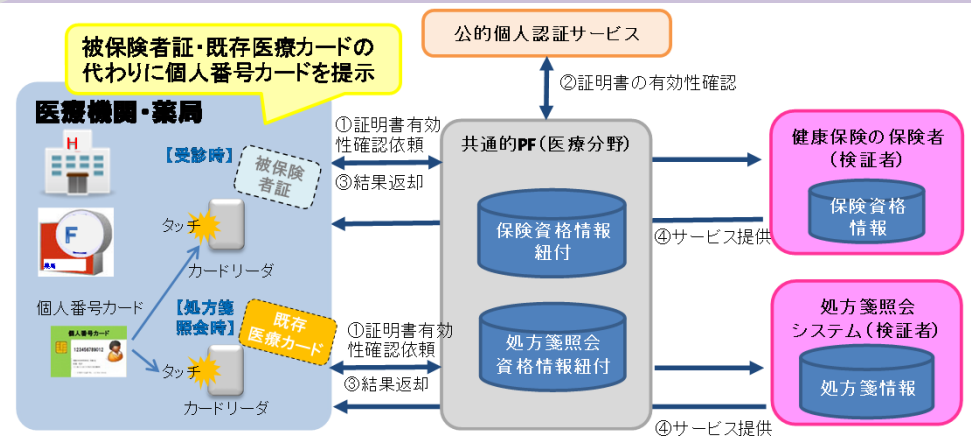 公的個人認証サービス
被保険者証・既存医療カードの
代わりに個人番号カードを提示
②証明書の有効性確認
医療機関・薬局
H
【受診時】
被保険
者証
①証明書有効
性確認依頼
③結果返却
共通的PF(医療分野)
健康保険の保険者
(検証者)
保険資格
情報
F
薬局
タッチ
カードリーダ
保険資格情報
紐付
④サービス提供
個人番号カード
個人番号カード
123456789012
【処方箋
照会時】
既存
医療カード
①証明書有効
性確認依頼
③結果返却
処方箋照会
資格情報紐付
処方箋照会
システム(検証者)
処方箋情報
タッチ
カードリーダ
④サービス提供